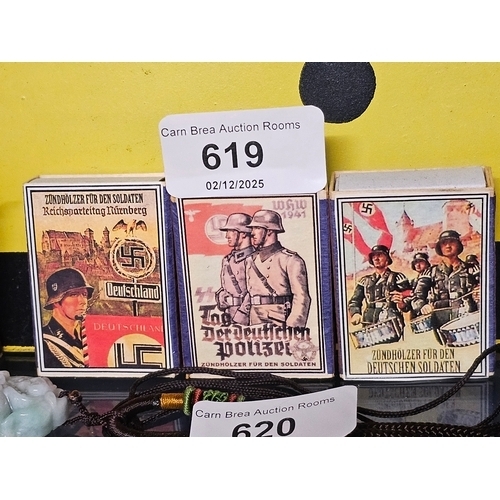 Carn Brea Auction Rooms
619
02/12/2025
ZÜNDHÖLZER FÜR DEN SOLDATEN
Reichsparteitag Nürnberg
Deutschland
DEUTSCHLAND
WHW
1941
Tag
Der deutschen
Polizei
ZÜNDHÖLZER FÜR DEN SOLDATEN
ZÜNDHÖLZER FÜR DEN
DEUTSCHEN SOLDATEN
Carn Brea Auction Rooms
620